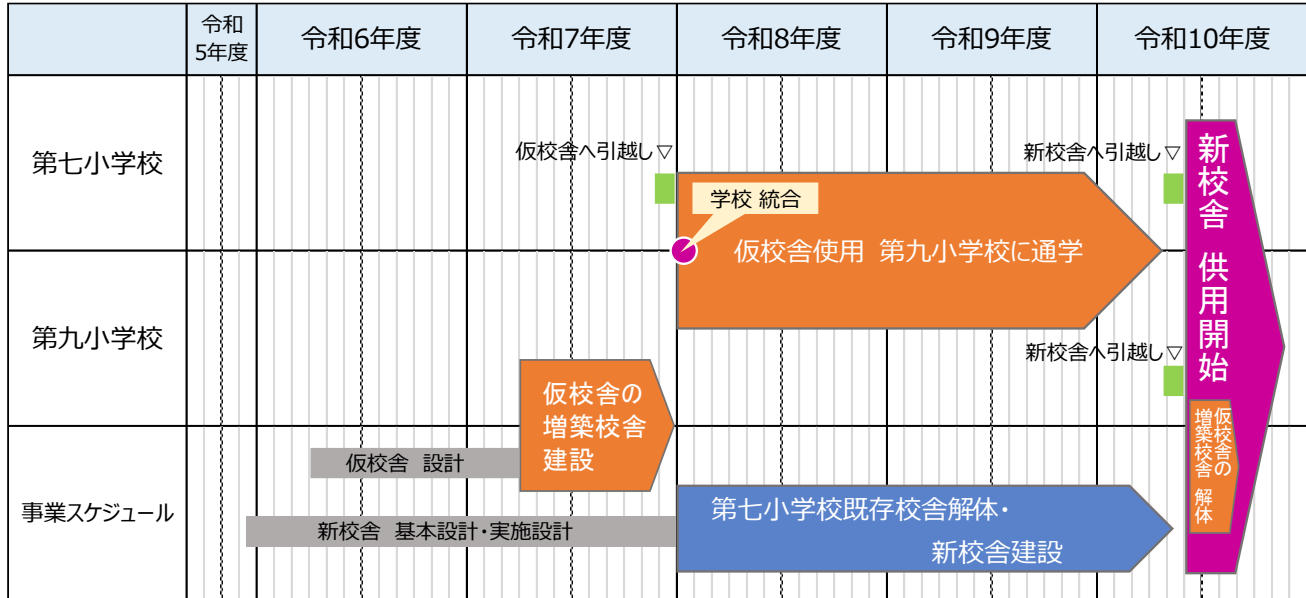 令和
5年度
令和6年度
令和7年度
令和8年度
令和9年度
令和10年度
第七小学校
仮校舎へ引越し▽
新校舎へ引越し▽
学校 統合
仮校舎使用 第九小学校に通学
新校舎 供用開始
第九小学校
新校舎へ引越し▽
仮校舎の
増築校舎
建設
仮校舎の
増築校舎
解体
事業スケジュール
仮校舎 設計
新校舎 基本設計・実施設計
第七小学校既存校舎解体・
新校舎建設